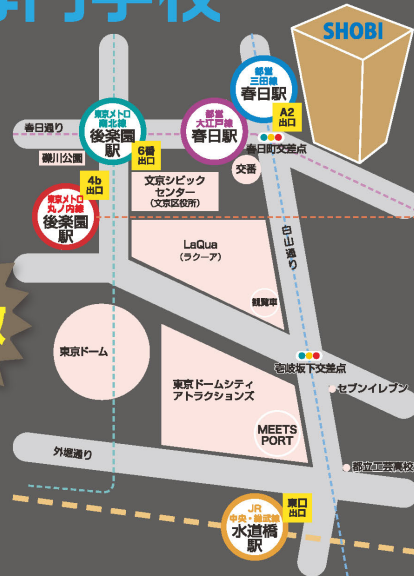 専門学校
SHOBI
都営
三田線
春日駅
A2
出口
春日通り
東京メトロ
南北線
後楽園
駅
都営
大江戸線
春日駅
春日町交差点
礫川公園
6番
出口
交番
4b
出口
文京シビック
センター
（文京区役所）
東京メトロ
丸ノ内線
後楽園
駅
LaQua
（ラクーア）
白山通り
観覧車
東京ドーム
壱岐坂下交差点
東京ドームシティ
アトラクションズ
セブンイレブン
MEETS
PORT
外堀通り
都立工芸高校
東口
出口
JR
中央・総武線
水道橋
駅